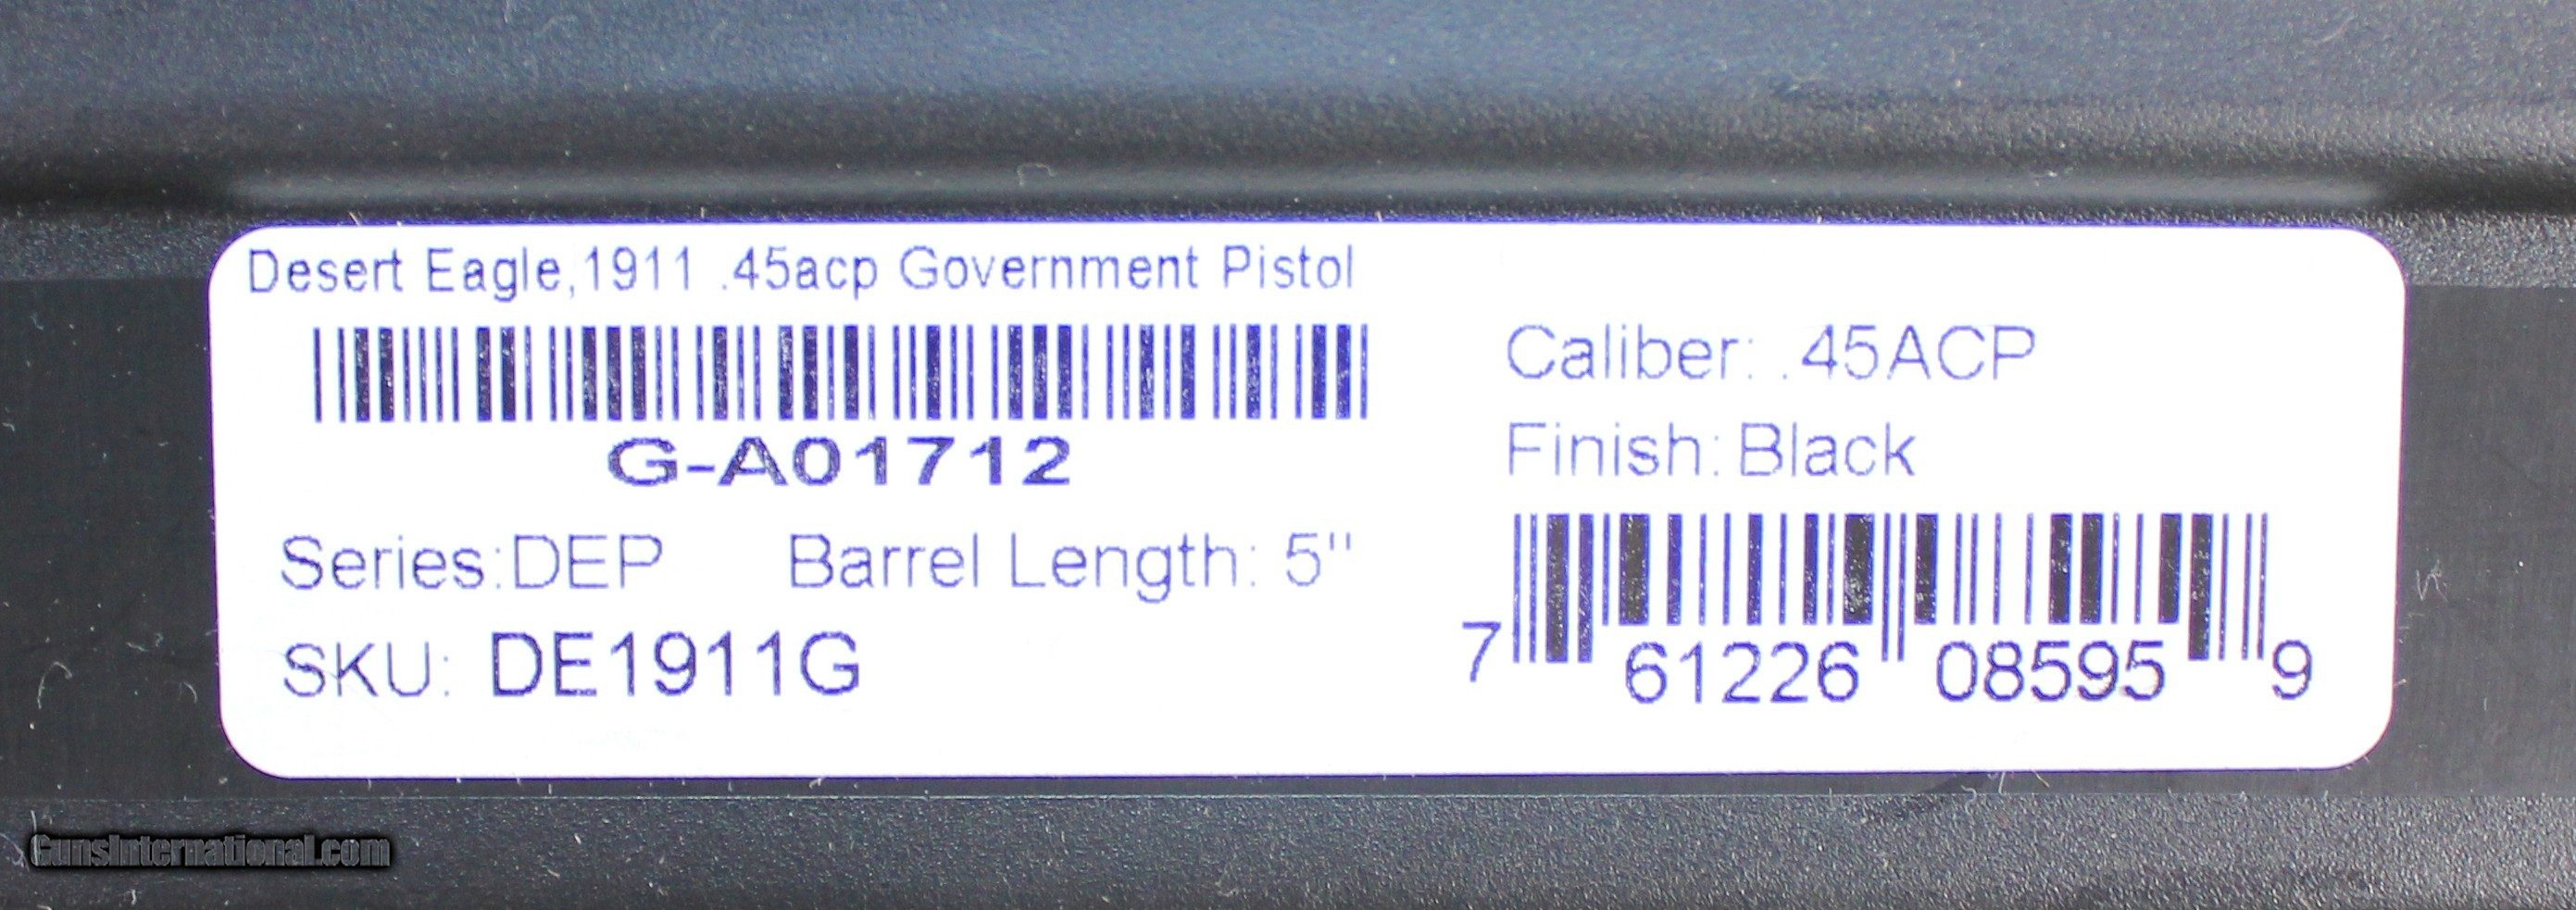 Desert Eagle,1911 .45acp Government Pistol
G-A01712
Series:DEP Barrel Length: 5"
SKU: DE1911G
Caliber: .45ACP
Finish: Black
7 61226 08595 9
GunsInternational.com